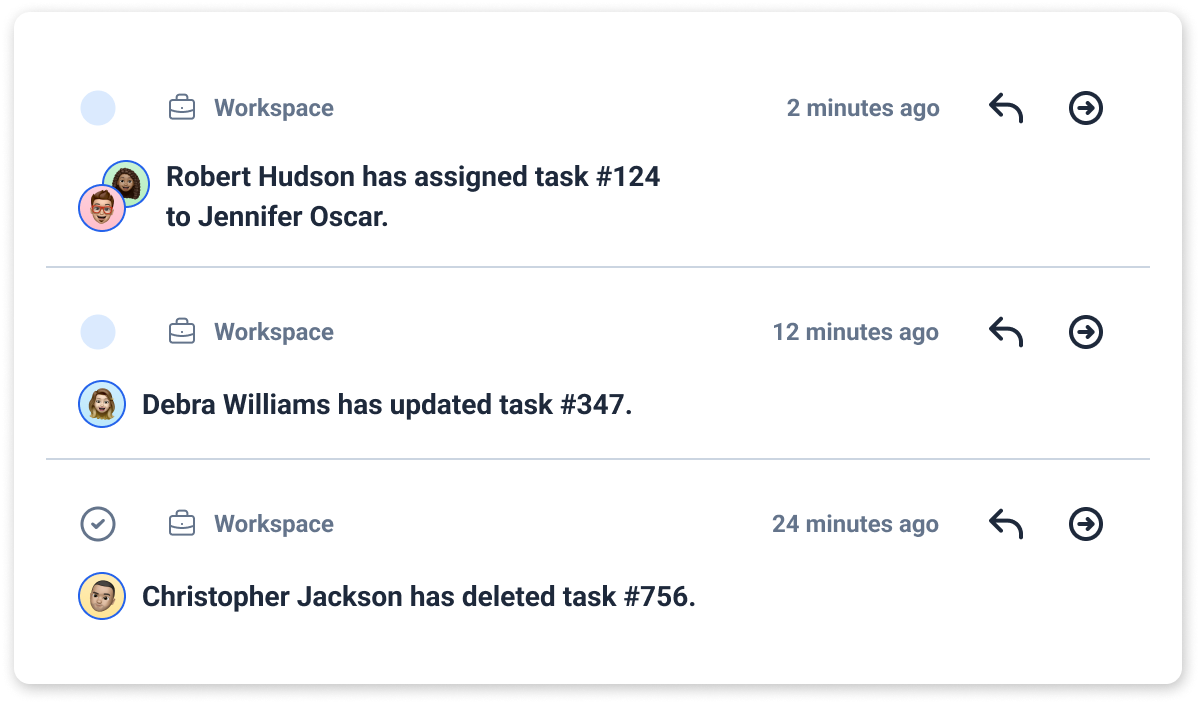 Workspace
2 minutes ago
Robert Hudson has assigned task #124
to Jennifer Oscar.
Workspace
12 minutes ago
Debra Williams has updated task #347.
Workspace
24 minutes ago
Christopher Jackson has deleted task #756.